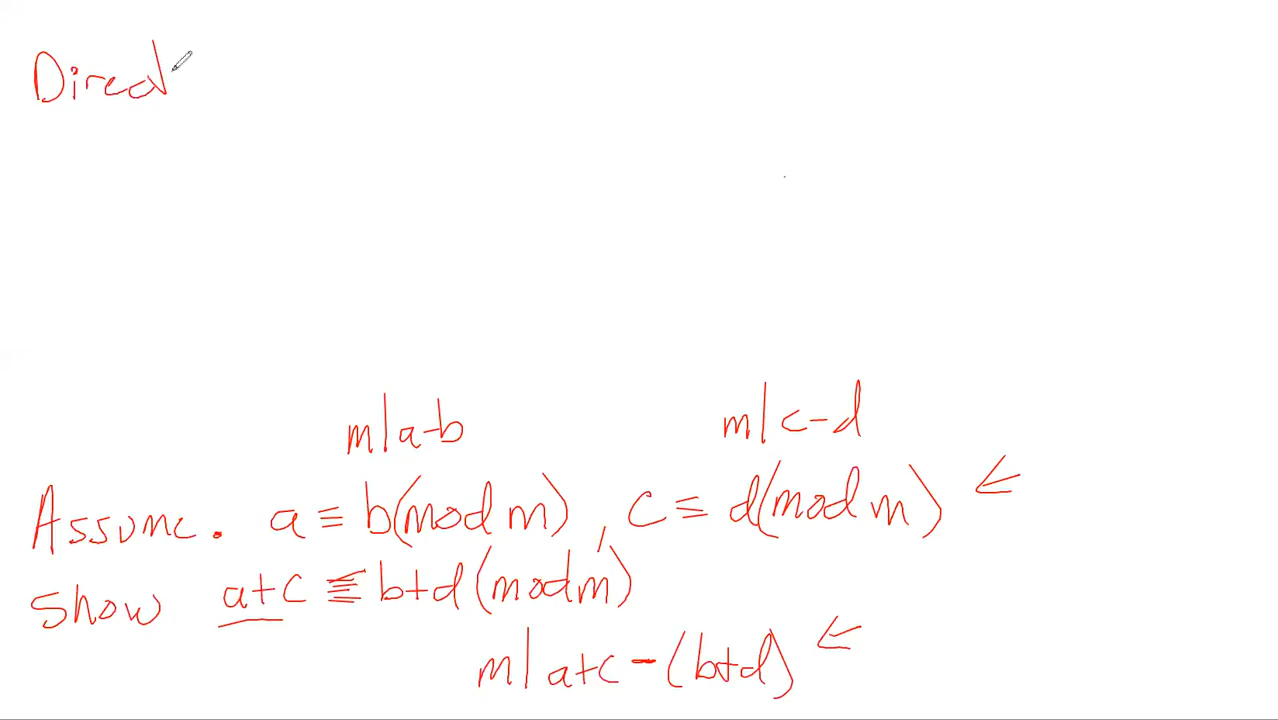 Direct
m|a-b m|c-d
Assume. a ≡ b(mod m), c ≡ d(mod m) ⇐
Show a+c ≡ b+d (mod m)
m|a+c-(b+d) ⇐